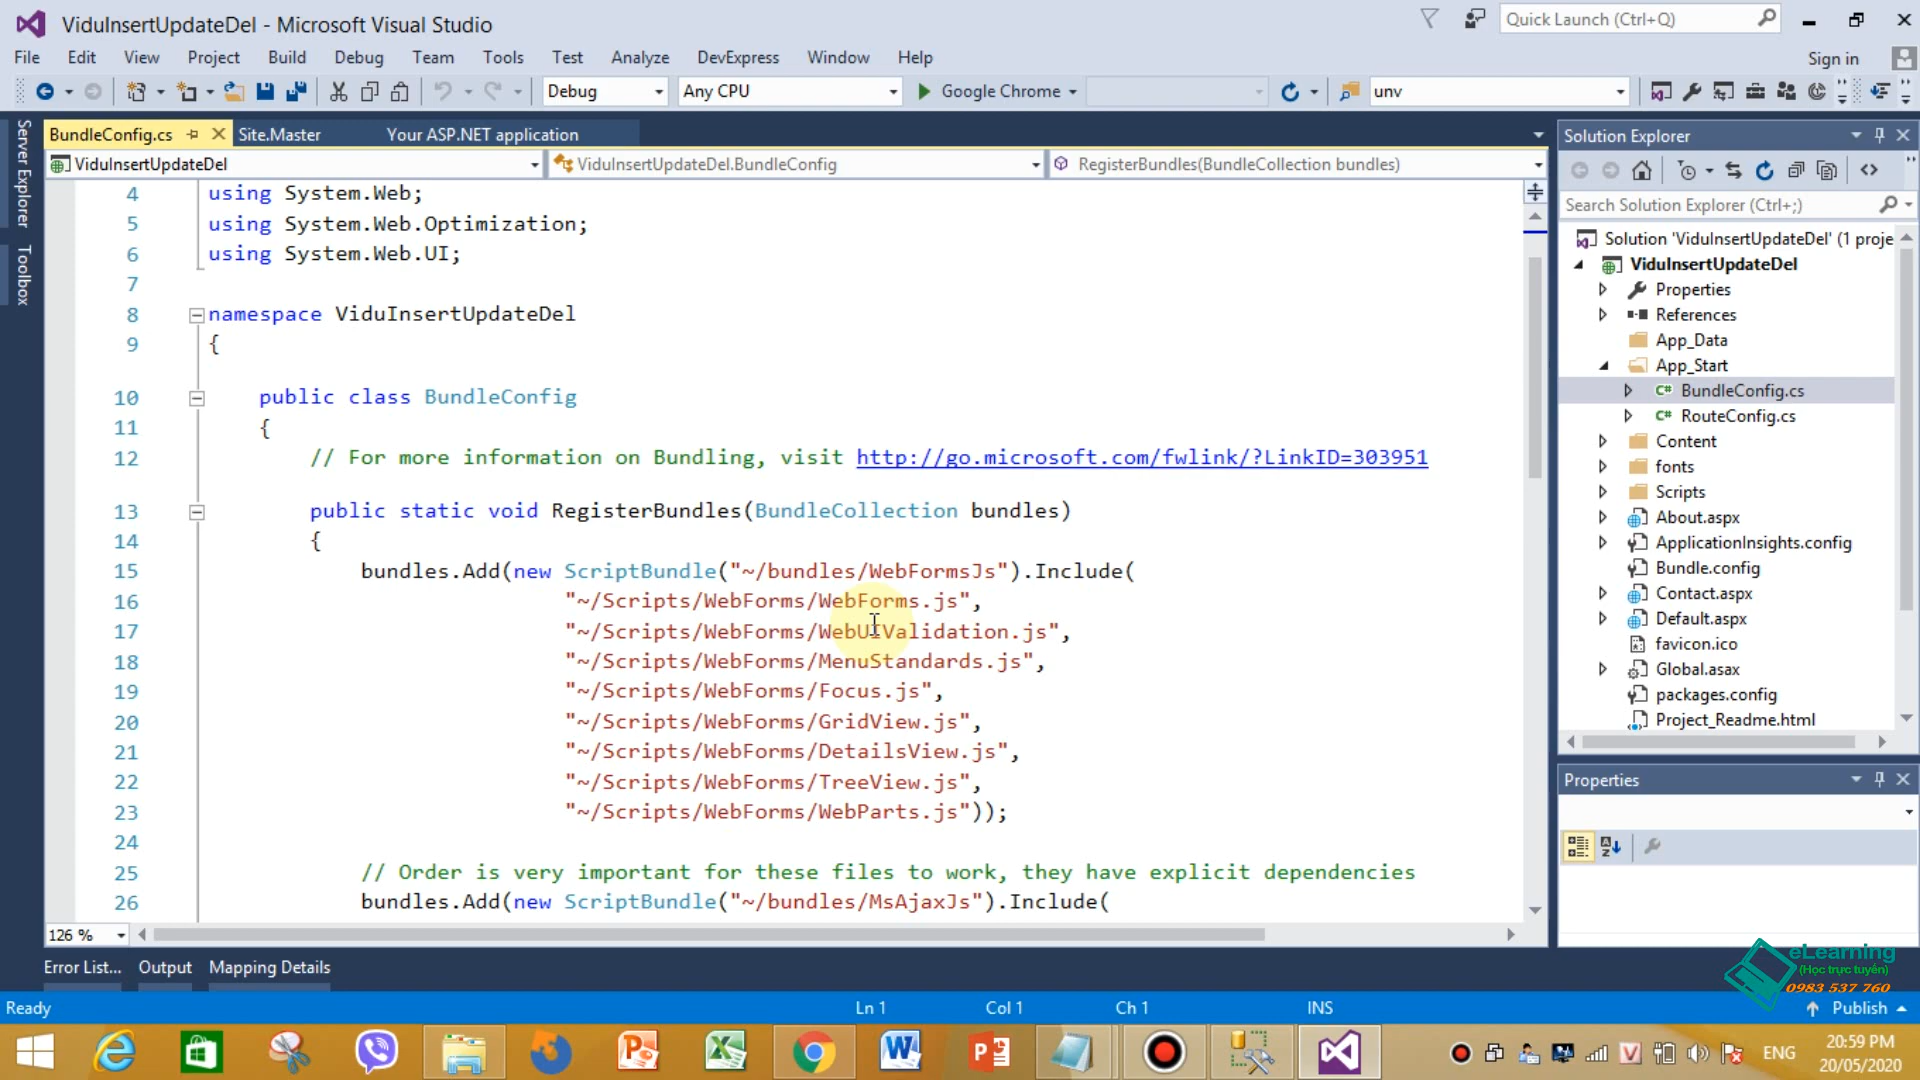 ViduInsertUpdateDel - Microsoft Visual Studio
Quick Launch (Ctrl+Q)
File Edit View Project Build Debug Team Tools Test Analyze DevExpress Window Help
Sign in
Debug Any CPU Google Chrome unv
Server Explorer
Toolbox
BundleConfig.cs Site.Master Your ASP.NET application
ViduInsertUpdateDel ViduInsertUpdateDel.BundleConfig RegisterBundles(BundleCollection bundles)
4 using System.Web;
5 using System.Web.Optimization;
6 using System.Web.UI;
7
8 namespace ViduInsertUpdateDel
9 {
10 public class BundleConfig
11 {
12 // For more information on Bundling, visit http://go.microsoft.com/fwlink/?LinkID=303951
13 public static void RegisterBundles(BundleCollection bundles)
14 {
15 bundles.Add(new ScriptBundle("~/bundles/WebFormsJs").Include(
16 "~/Scripts/WebForms/WebForms.js",
17 "~/Scripts/WebForms/WebUIValidation.js",
18 "~/Scripts/WebForms/MenuStandards.js",
19 "~/Scripts/WebForms/Focus.js",
20 "~/Scripts/WebForms/GridView.js",
21 "~/Scripts/WebForms/DetailsView.js",
22 "~/Scripts/WebForms/TreeView.js",
23 "~/Scripts/WebForms/WebParts.js"));
24
25 // Order is very important for these files to work, they have explicit dependencies
26 bundles.Add(new ScriptBundle("~/bundles/MsAjaxJs").Include(
126 %
Solution Explorer
Search Solution Explorer (Ctrl+;)
Solution 'ViduInsertUpdateDel' (1 proje
ViduInsertUpdateDel
Properties
References
App_Data
App_Start
C# BundleConfig.cs
C# RouteConfig.cs
Content
fonts
Scripts
About.aspx
ApplicationInsights.config
Bundle.config
Contact.aspx
Default.aspx
favicon.ico
Global.asax
packages.config
Project_Readme.html
Properties
eLearning
(Học trực tuyến)
0983 537 760
Error List... Output Mapping Details
Ready Ln 1 Col 1 Ch 1 INS Publish
ENG
20:59 PM
20/05/2020